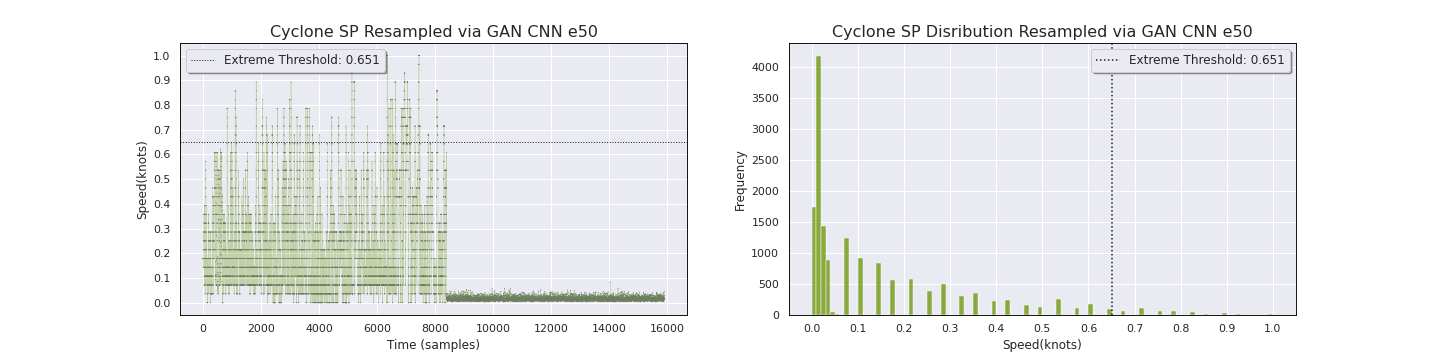 Cyclone SP Resampled via GAN CNN e50
Extreme Threshold: 0.651
1.0
0.9
0.8
0.7
0.6
0.5
0.4
0.3
0.2
0.1
0.0
Speed(knots)
0 2000 4000 6000 8000 10000 12000 14000 16000
Time (samples)
Cyclone SP Disribution Resampled via GAN CNN e50
Extreme Threshold: 0.651
4000
3500
3000
2500
2000
1500
1000
500
0
Frequency
0.0 0.1 0.2 0.3 0.4 0.5 0.6 0.7 0.8 0.9 1.0
Speed(knots)